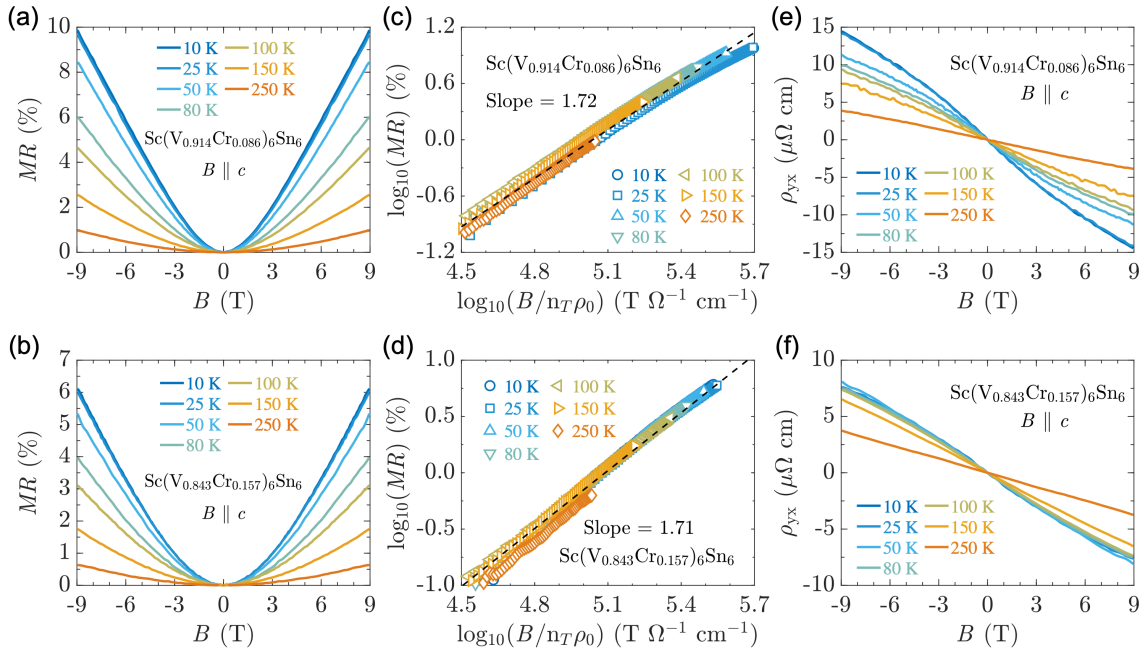 (a)
10
8
6
4
2
0
MR (%)
10 K 100 K
25 K 150 K
50 K 250 K
80 K
Sc(V0.914Cr0.086)6Sn6
B ∥ c
-9 -6 -3 0 3 6 9
B (T)
(c)
1.2
0.6
0.0
-0.6
-1.2
log10(MR) (%)
Sc(V0.914Cr0.086)6Sn6
Slope = 1.72
10 K 100 K
25 K 150 K
50 K 250 K
80 K
4.5 4.8 5.1 5.4 5.7
log10(B/nTρ0) (T Ω−1 cm−1)
(e)
15
10
5
0
-5
-10
-15
ρyx (μΩ cm)
Sc(V0.914Cr0.086)6Sn6
B ∥ c
10 K 100 K
25 K 150 K
50 K 250 K
80 K
-9 -6 -3 0 3 6 9
B (T)
(b)
7
6
5
4
3
2
1
0
MR (%)
10 K 100 K
25 K 150 K
50 K 250 K
80 K
Sc(V0.843Cr0.157)6Sn6
B ∥ c
-9 -6 -3 0 3 6 9
B (T)
(d)
1.0
0.5
0.0
-0.5
-1.0
log10(MR) (%)
10 K 100 K
25 K 150 K
50 K 250 K
80 K
Slope = 1.71
Sc(V0.843Cr0.157)6Sn6
4.5 4.8 5.1 5.4 5.7
log10(B/nTρ0) (T Ω−1 cm−1)
(f)
10
5
0
-5
-10
ρyx (μΩ cm)
Sc(V0.843Cr0.157)6Sn6
B ∥ c
10 K 100 K
25 K 150 K
50 K 250 K
80 K
-9 -6 -3 0 3 6 9
B (T)